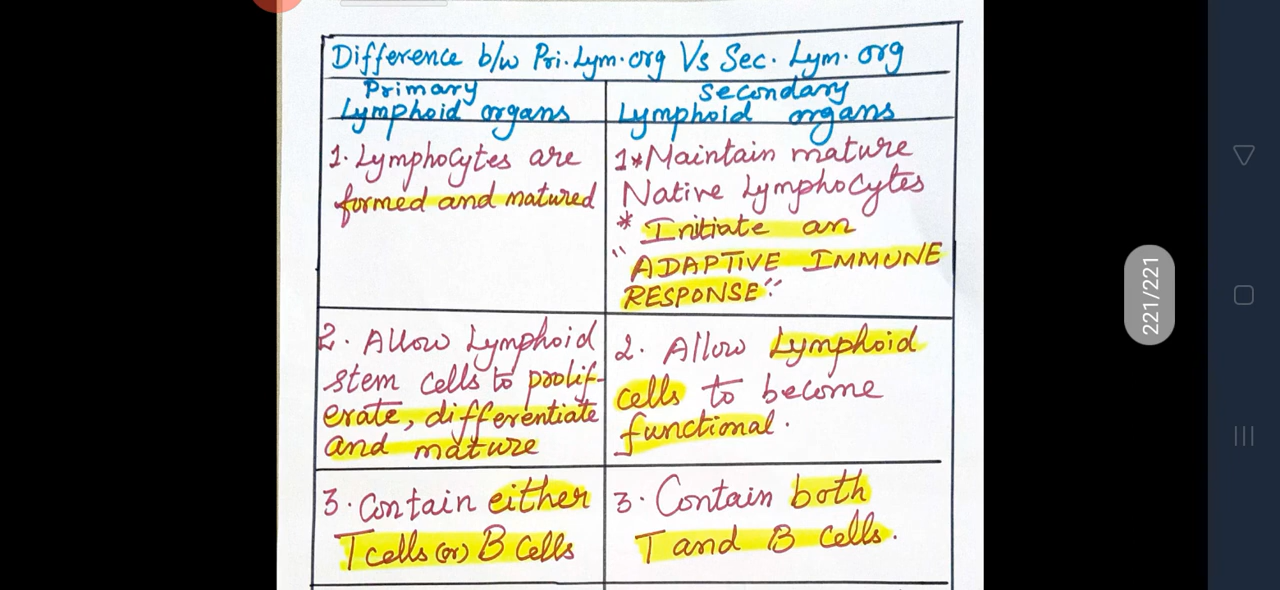 Difference b/w Pri. Lym. org Vs Sec. Lym. org
Primary
Lymphoid organs
1. Lymphocytes are
formed and matured
2. Allow Lymphoid
stem cells to prolif-
erate, differentiate
and mature
3. Contain either
T cells (or) B cells
Secondary
Lymphoid organs
1* Maintain mature
Native Lymphocytes
* Initiate an
"ADAPTIVE IMMUNE
RESPONSE"
2. Allow Lymphoid
cells to become
functional.
3. Contain both
T and B cells.
221/221